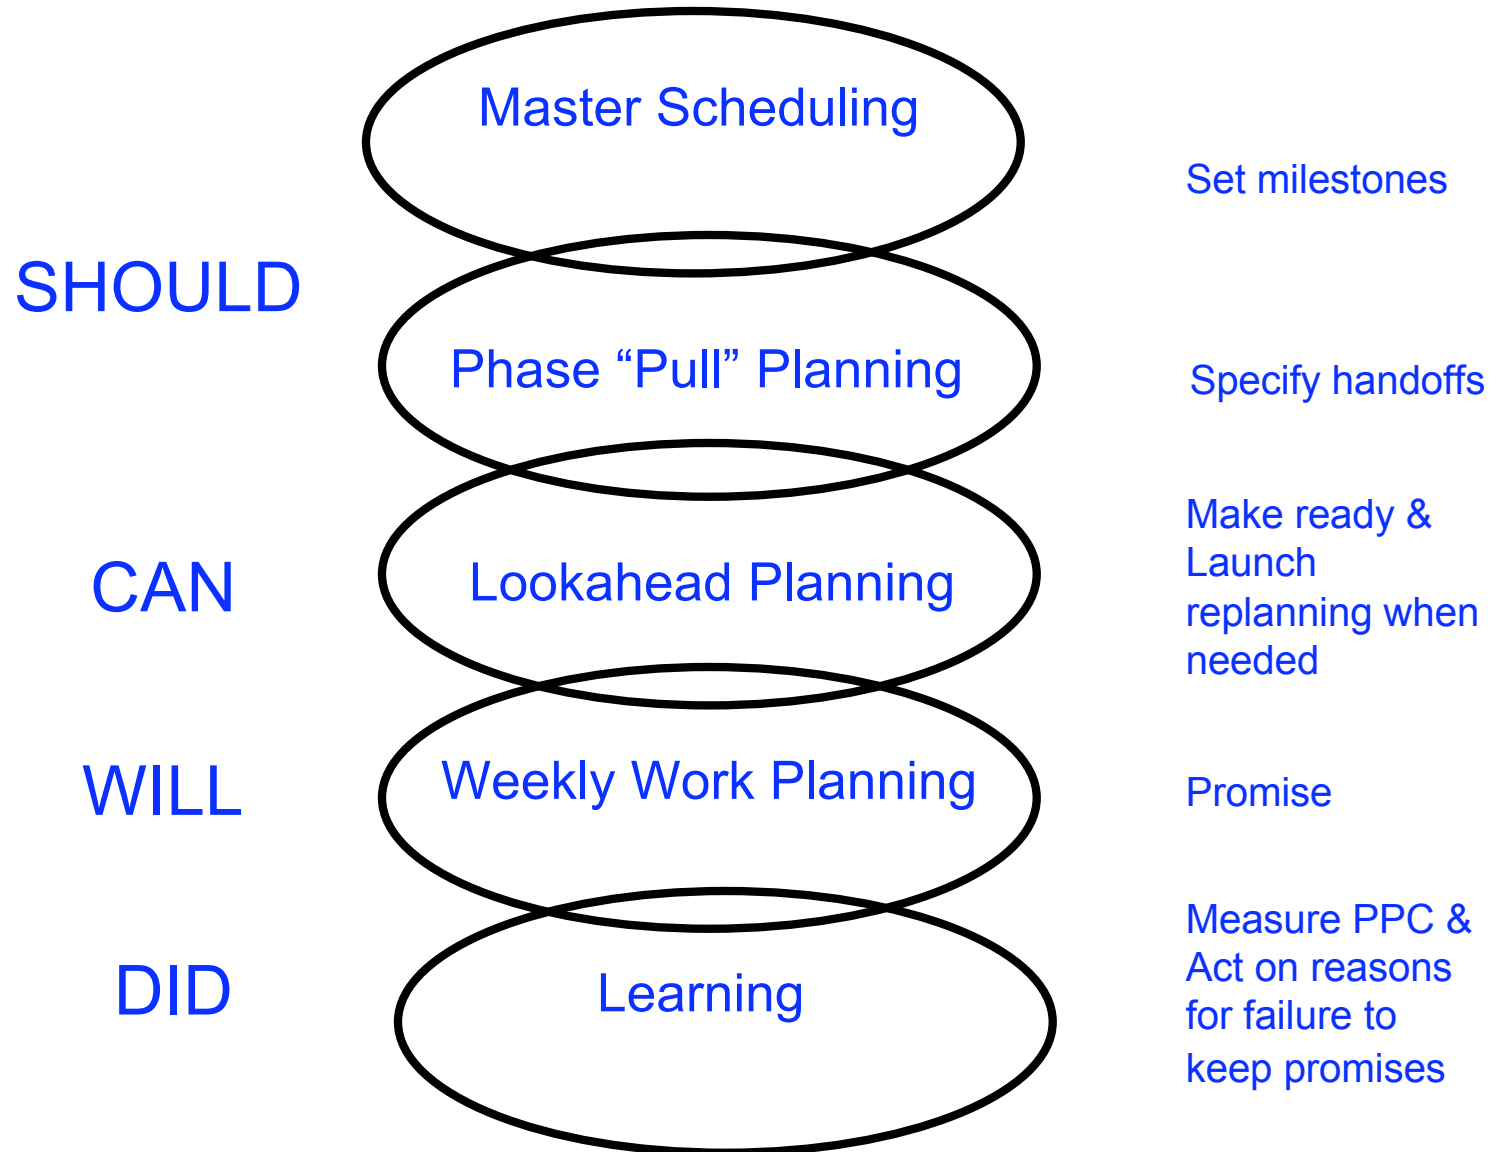 Master Scheduling
Set milestones
SHOULD
Phase “Pull” Planning
Specify handoffs
CAN
Lookahead Planning
Make ready &
Launch
replanning when
needed
WILL
Weekly Work Planning
Promise
DID
Learning
Measure PPC &
Act on reasons
for failure to
keep promises